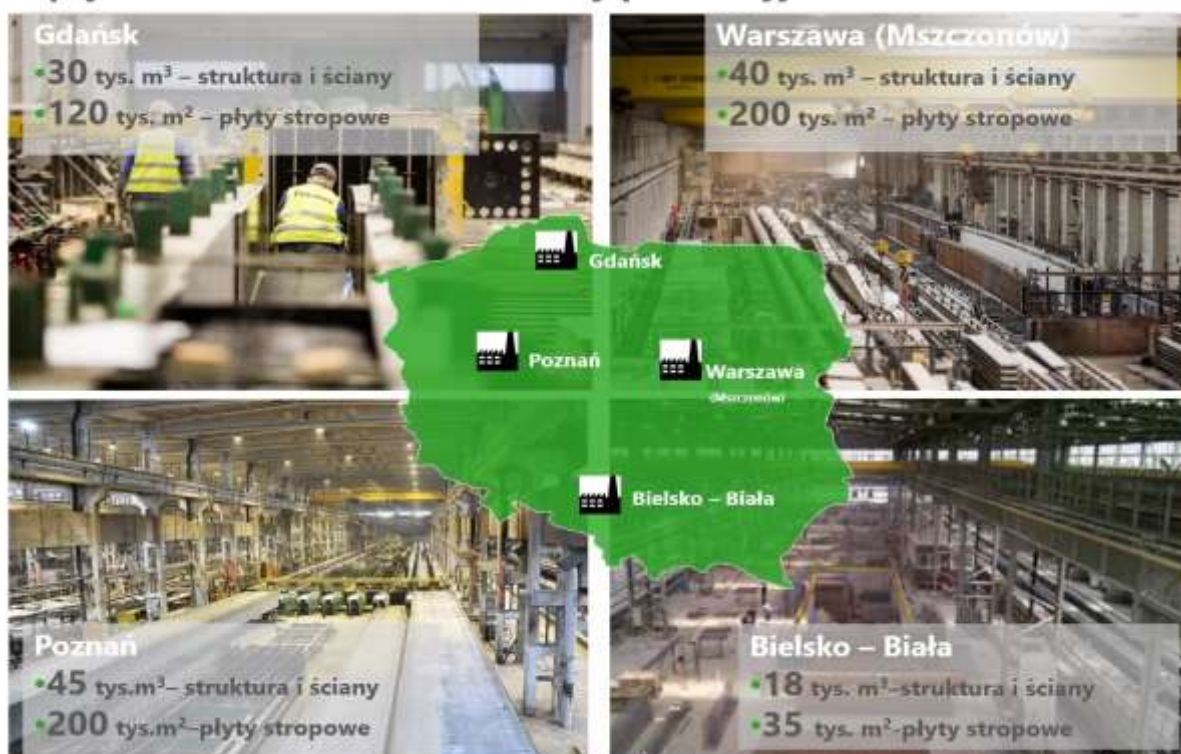 Gdańsk
•30 tys. m³ – struktura i ściany
•120 tys. m² – płyty stropowe
Warszawa (Mszczonów)
•40 tys. m³ – struktura i ściany
•200 tys. m² – płyty stropowe
Gdańsk
Poznań
Warszawa
(Mszczonów)
Bielsko – Biała
Poznań
•45 tys.m³– struktura i ściany
•200 tys.m²–płyty stropowe
Bielsko – Biała
•18 tys. m³–struktura i ściany
•35 tys. m²-płyty stropowe